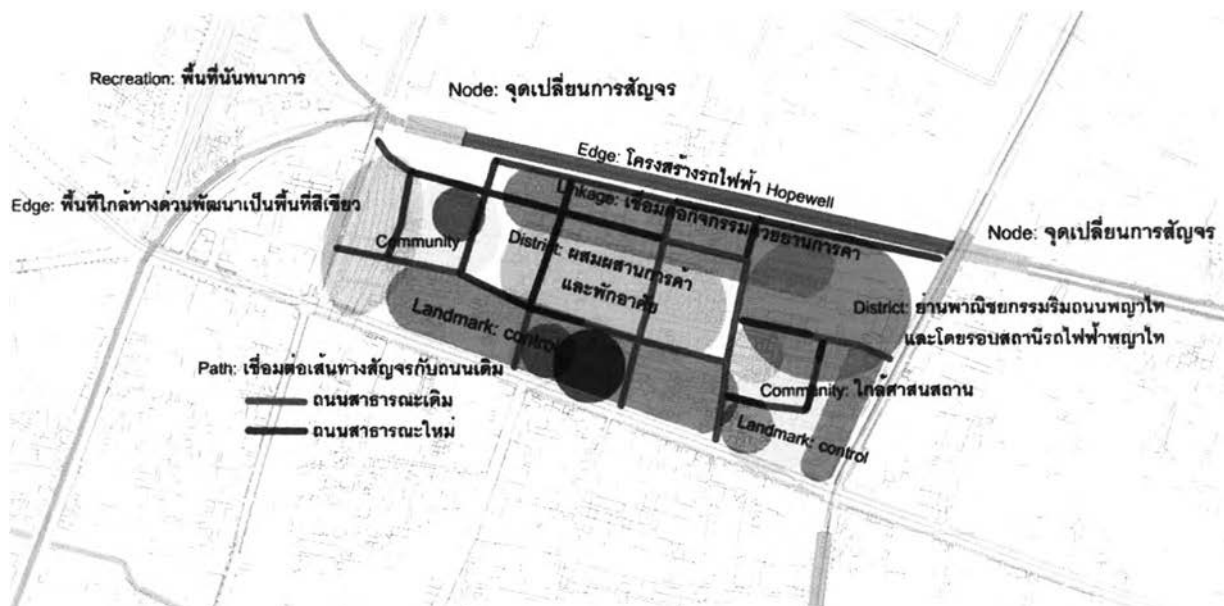 Recreation: พื้นที่นันทนาการ
Node: จุดเปลี่ยนการสัญจร
Edge: โครงสร้างรถไฟฟ้า Hopewell
Linkage: เชื่อมต่อกิจกรรมด้วยย่านการค้า
Edge: พื้นที่ใกล้ทางด่วนพัฒนาเป็นพื้นที่สีเขียว
Node: จุดเปลี่ยนการสัญจร
Community
District: ผสมผสานการค้า
และพักอาศัย
District: ย่านพาณิชยกรรมริมถนนพญาไท
และโดยรอบสถานีรถไฟฟ้าพญาไท
Landmark: control
Path: เชื่อมต่อเส้นทางสัญจรกับถนนเดิม
ถนนสาธารณะเดิม
ถนนสาธารณะใหม่
Community: ใกล้ศาสนสถาน
Landmark: control